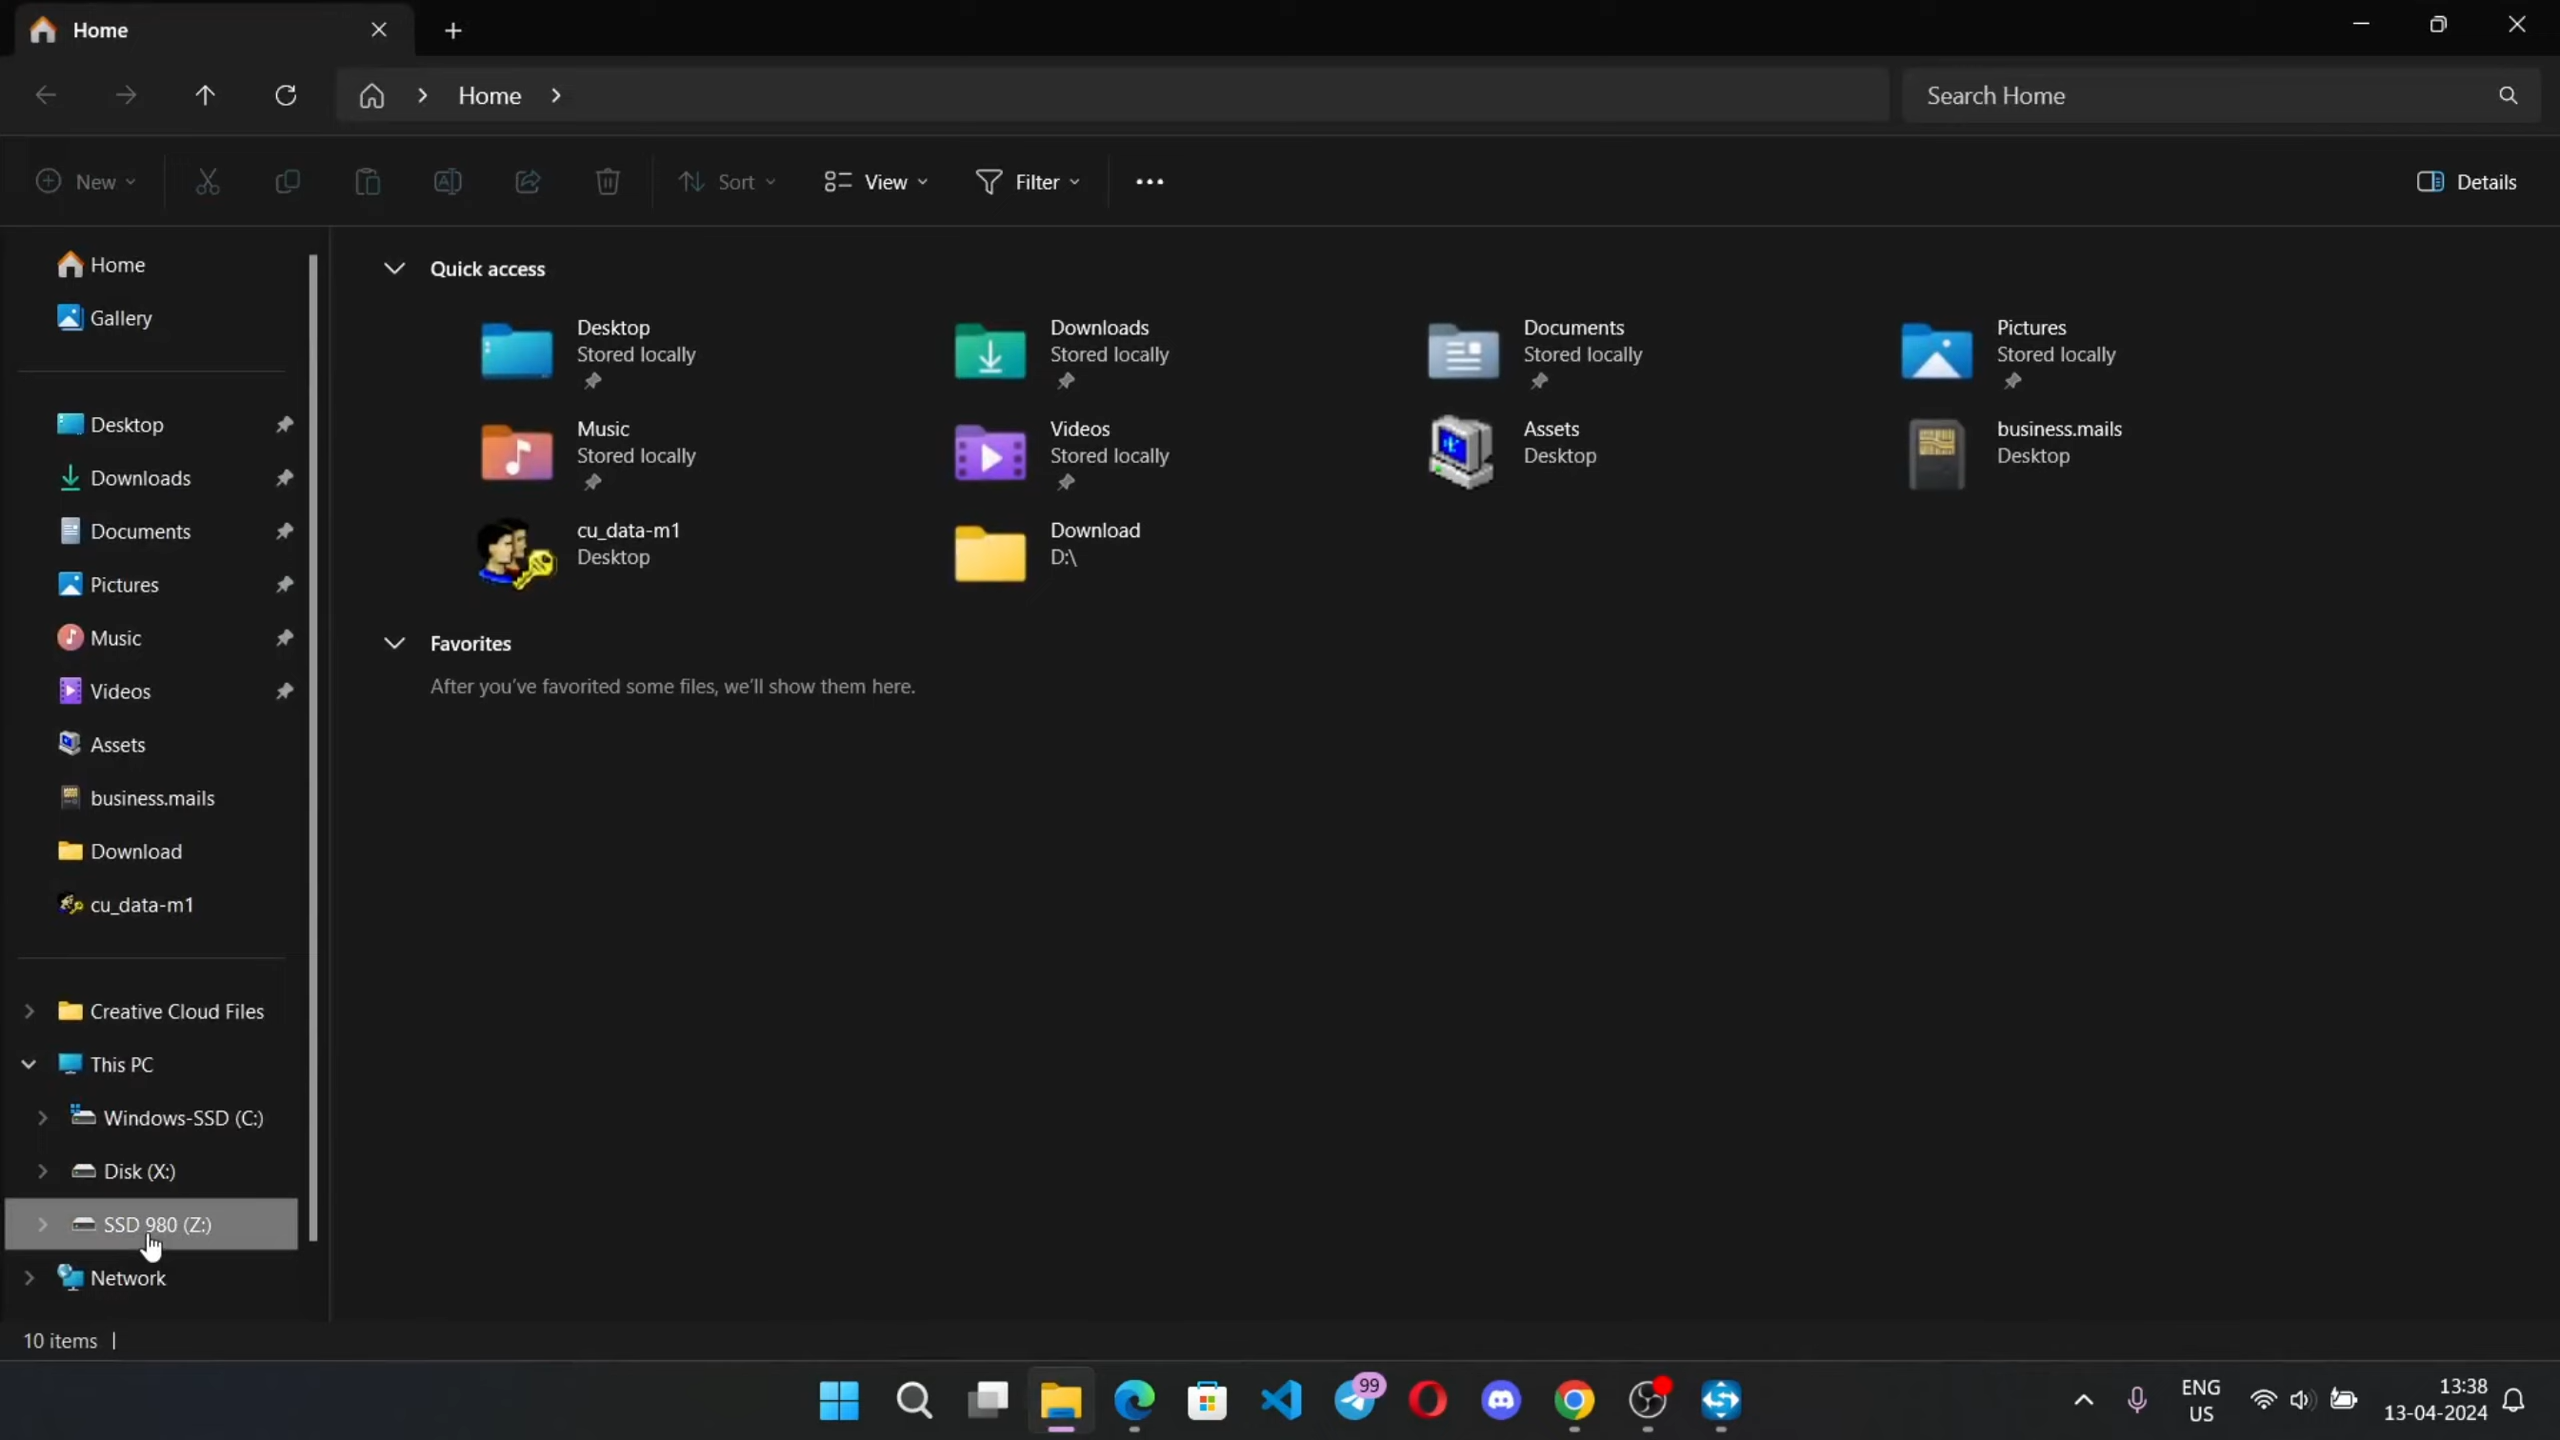 Home
Home
Search Home
New
Sort
View
Filter
Details
Home
Gallery
Desktop
Downloads
Documents
Pictures
Music
Videos
Assets
business.mails
Download
cu_data-m1
Creative Cloud Files
This PC
Windows-SSD (C:)
Disk (X:)
SSD 980 (Z:)
Network
Quick access
Desktop
Stored locally
Downloads
Stored locally
Documents
Stored locally
Pictures
Stored locally
Music
Stored locally
Videos
Stored locally
Assets
Desktop
business.mails
Desktop
cu_data-m1
Desktop
Download
D:\
Favorites
After you've favorited some files, we'll show them here.
10 items
99
ENG
US
13:38
13-04-2024